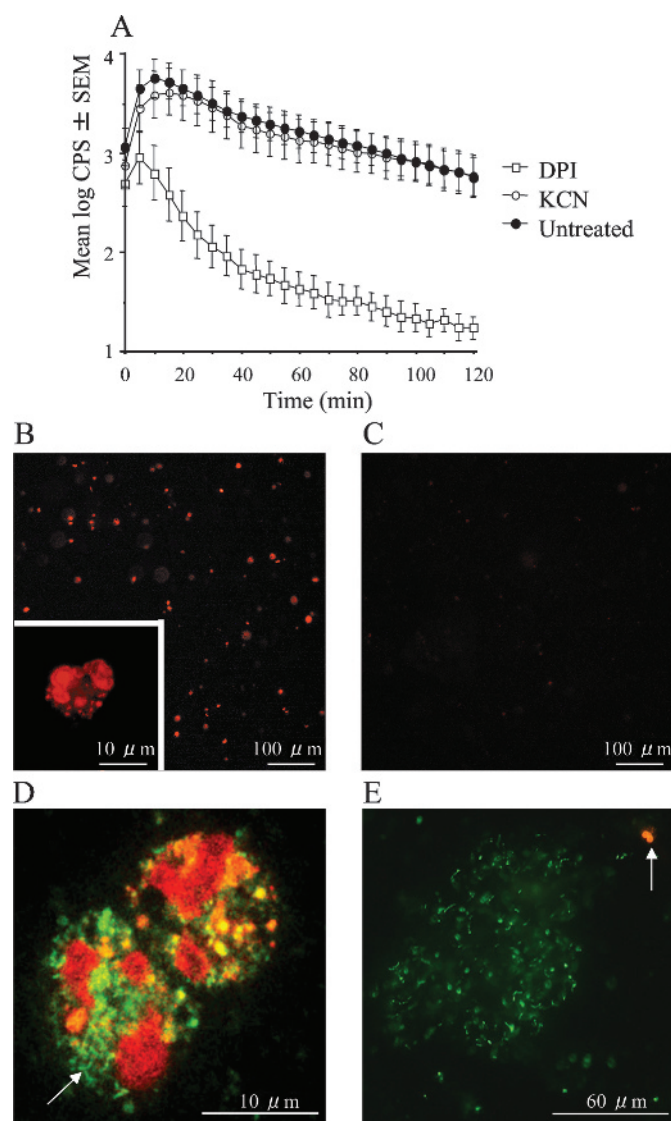 A
Mean log CPS ± SEM
4
3
2
1
0
20
40
60
80
100
120
Time (min)
DPI
KCN
Untreated
B
10 μm
100 μm
C
100 μm
D
10 μm
E
60 μm